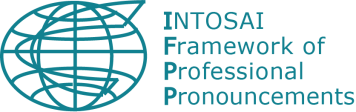 INTOSAI
Framework of
Professional
Pronouncements